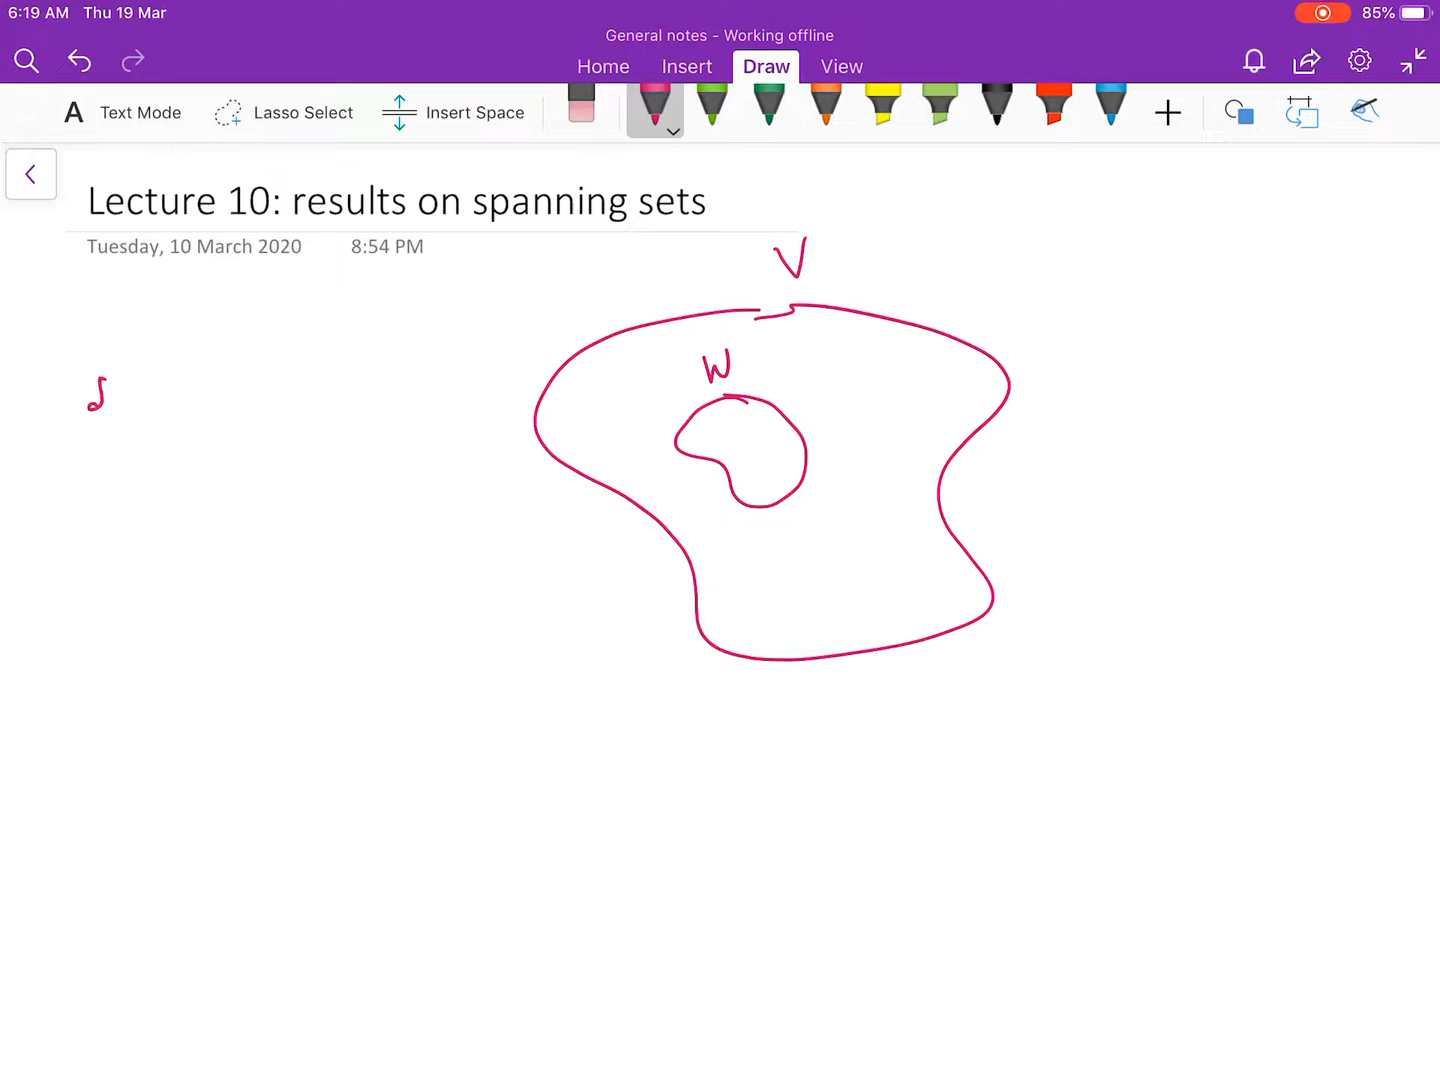 6:19 AM Thu 19 Mar
85%
General notes - Working offline
Home Insert Draw View
A Text Mode Lasso Select Insert Space
Lecture 10: results on spanning sets
Tuesday, 10 March 2020 8:54 PM
V
W